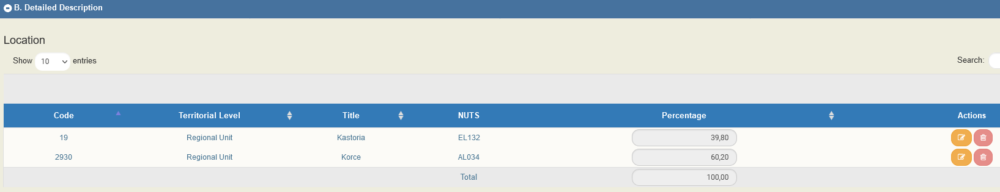 B. Detailed Description
Location
Show 10 entries Search:
Code Territorial Level Title NUTS Percentage Actions
19 Regional Unit Kastoria EL132 39,80
2930 Regional Unit Korce AL034 60,20
Total 100,00